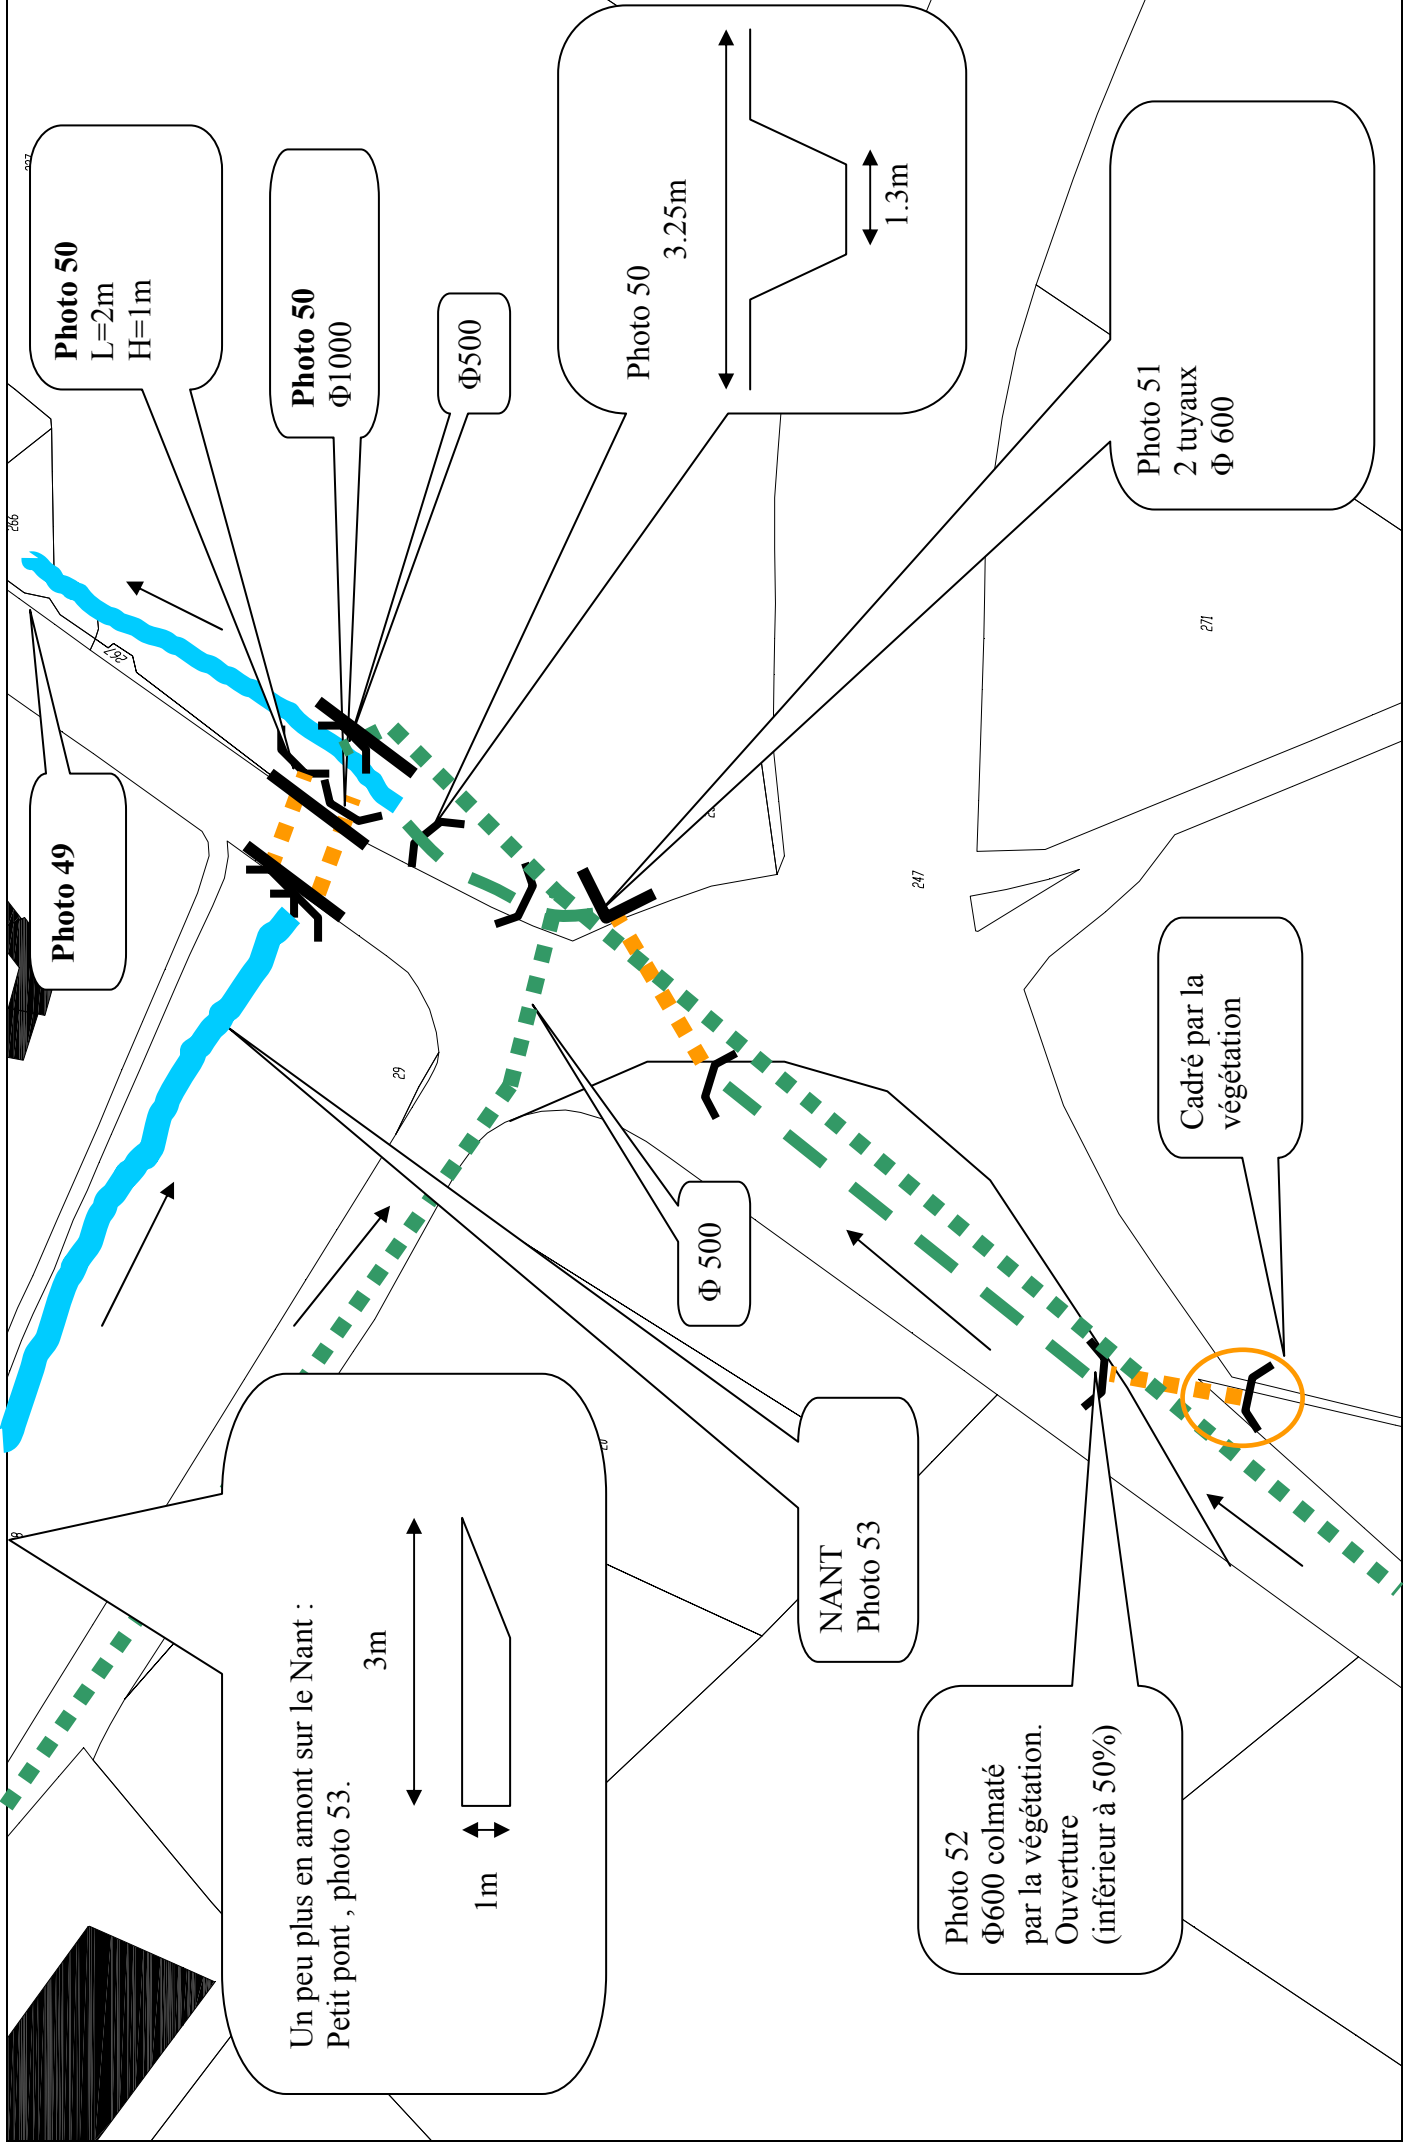 Photo 50
L=2m
H=1m
Photo 50
Φ1000
Φ500
Photo 50
3.25m
1.3m
Photo 51
2 tuyaux
Φ 600
Photo 49
266
267
271
247
29
Φ 500
Cadré par la
végétation
Un peu plus en amont sur le Nant :
Petit pont , photo 53.
3m
1m
NANT
Photo 53
Photo 52
Φ600 colmaté
par la végétation.
Ouverture
(inférieur à 50%)